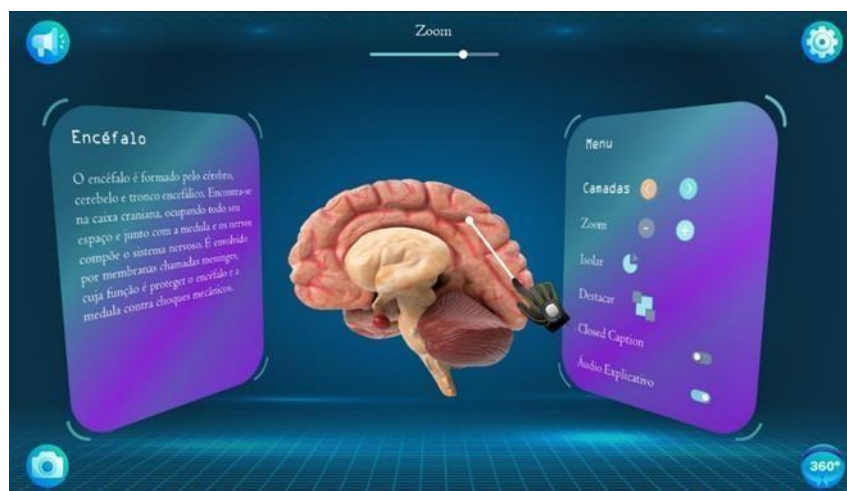 Zoom
Encéfalo
O encéfalo é formado pelo cérebro,
cerebelo e tronco encefálico. Encontra-se
na caixa craniana, ocupando todo seu
espaço e junto com a medula e os nervos
compõe o sistema nervoso. É envolvido
por membranas chamadas meninges,
cuja função é proteger o encéfalo e a
medula contra choques mecânicos.
Menu
Camadas
Zoom
Isolar
Destacar
Closed Caption
Áudio Explicativo
360°